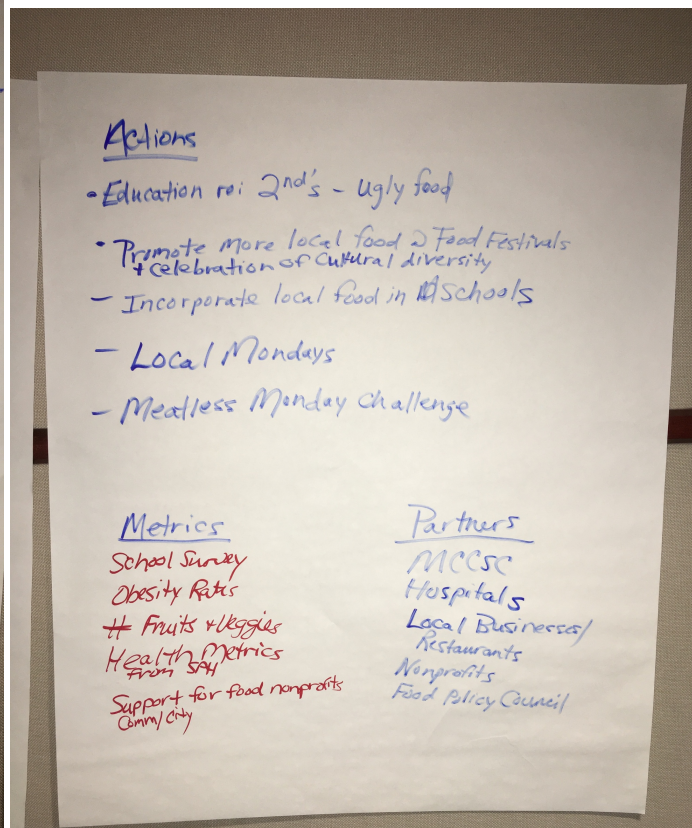 Actions
• Education re: 2nd's - ugly food
• Promote more local food @ Food Festivals
+ celebration of cultural diversity
- Incorporate local food in Schools
- Local Mondays
- Meatless Monday Challenge
Metrics
School Survey
Obesity Rates
# Fruits + Veggies
Health Metrics
from SPH
Support for food nonprofits
Comm/City
Partners
MCCSC
Hospitals
Local Businesses/
Restaurants
Nonprofits
Food Policy Council